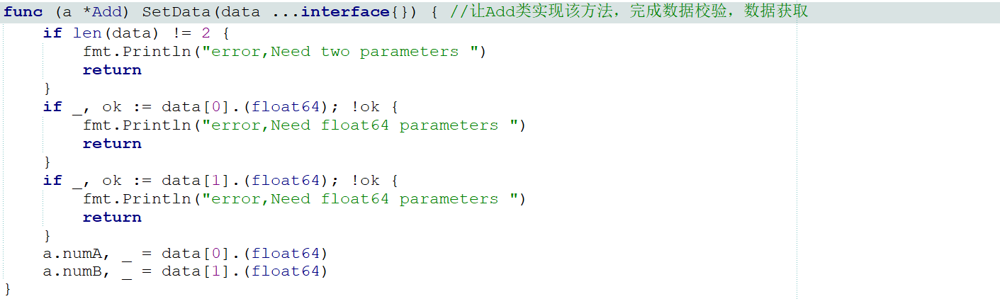 func (a *Add) SetData(data ...interface{}) { //让Add类实现该方法，完成数据校验，数据获取
    if len(data) != 2 {
        fmt.Println("error,Need two parameters ")
        return
    }
    if _, ok := data[0].(float64); !ok {
        fmt.Println("error,Need float64 parameters ")
        return
    }
    if _, ok := data[1].(float64); !ok {
        fmt.Println("error,Need float64 parameters ")
        return
    }
    a.numA, _ = data[0].(float64)
    a.numB, _ = data[1].(float64)
}